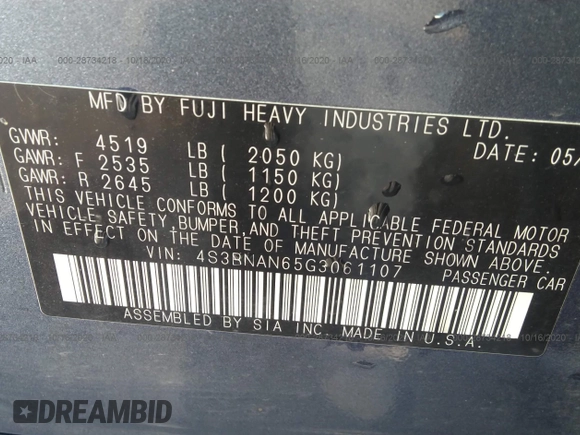 MFD BY FUJI HEAVY INDUSTRIES LTD.
GVWR: 4519 LB ( 2050 KG) DATE: 05/
GAWR: F 2535 LB ( 1150 KG)
GAWR: R 2645 LB ( 1200 KG)
THIS VEHICLE CONFORMS TO ALL APPLICABLE FEDERAL MOTOR
VEHICLE SAFETY BUMPER, AND THEFT PREVENTION STANDARDS
IN EFFECT ON THE DATE OF MANUFACTURE SHOWN ABOVE.
VIN: 4S3BNAN65G3061107 PASSENGER CAR
ASSEMBLED BY SIA INC. MADE IN U.S.A.
DREAMBID